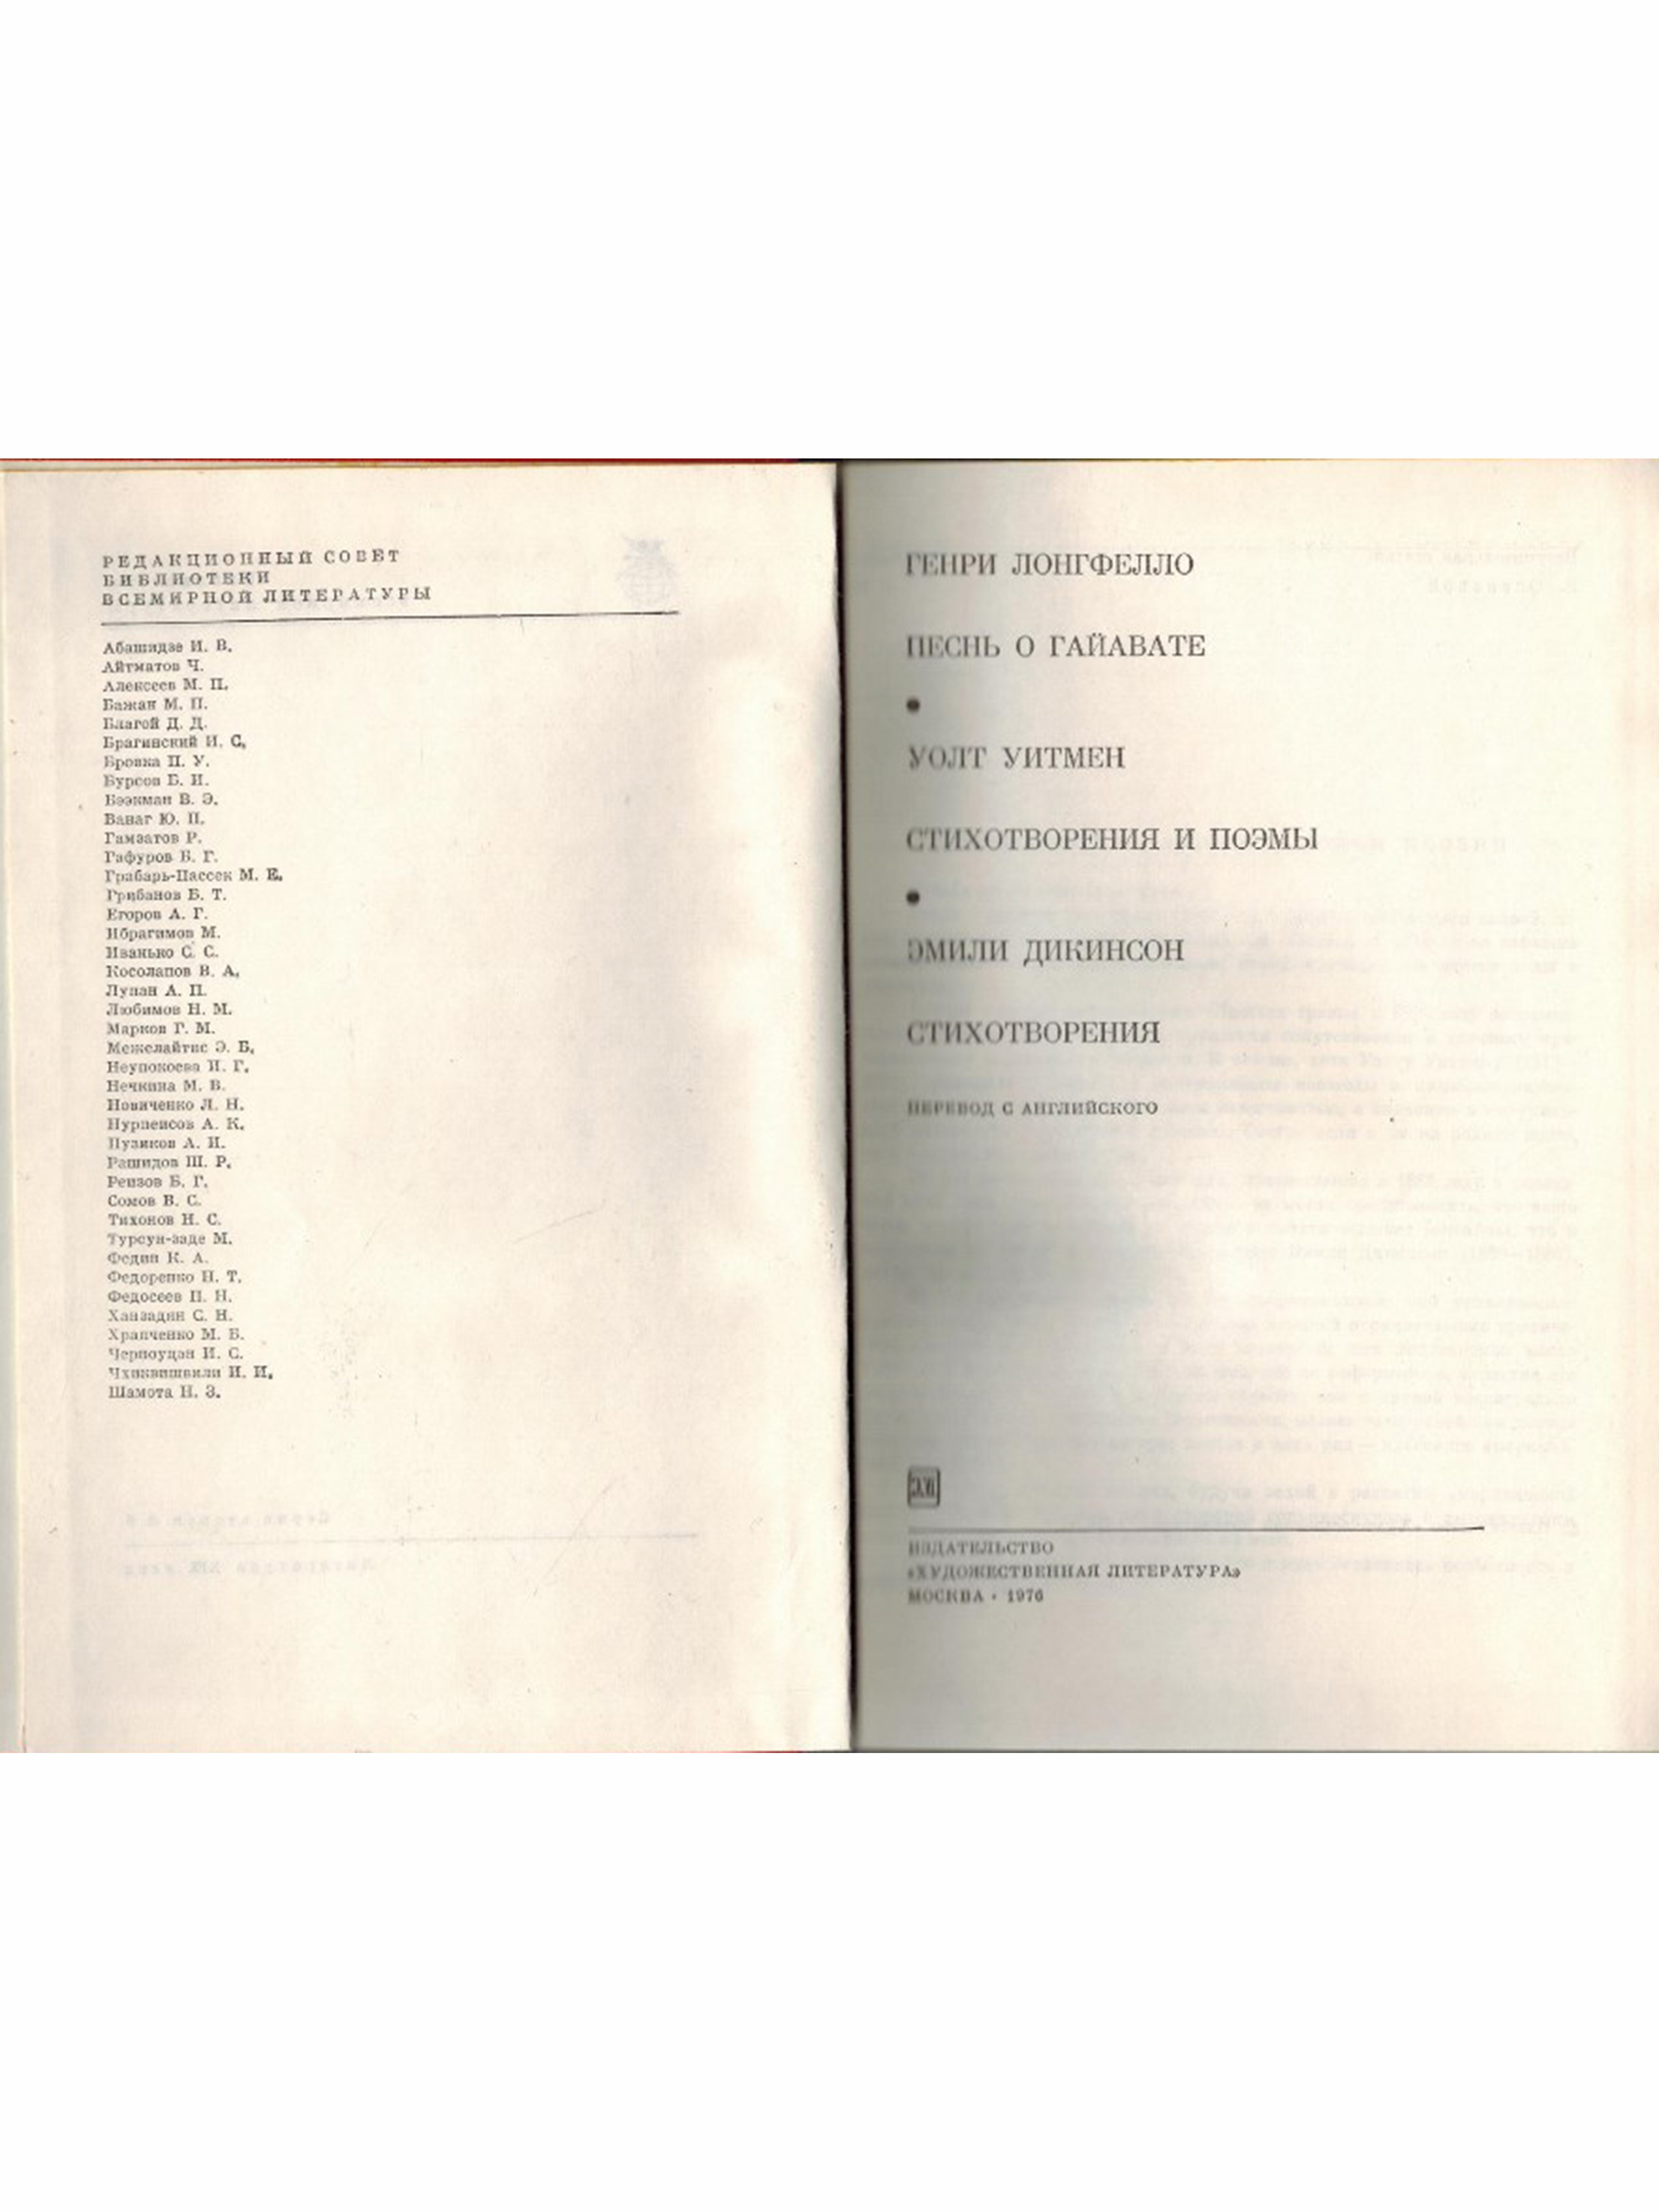 РЕДАКЦИОННЫЙ СОВЕТ
БИБЛИОТЕКИ
ВСЕМИРНОЙ ЛИТЕРАТУРЫ
Абашидзе И. В.
Айтматов Ч.
Алексеев М. П.
Бажан М. П.
Благой Д. Д.
Брагинский И. С.
Бровка П. У.
Бурсов Б. И.
Бээкман В. Э.
Ванаг Ю. П.
Гамзатов Р.
Гафуров Б. Г.
Грабарь-Пассек М. Е.
Грибанов Б. Т.
Егоров А. Г.
Ибрагимов М.
Иванько С. С.
Косолапов В. А.
Лупан А. П.
Любимов Н. М.
Марков Г. М.
Межелайтис Э. Б.
Неупокоева И. Г.
Нечкина М. В.
Новиченко Л. Н.
Нурпеисов А. К.
Пузиков А. И.
Рашидов Ш. Р.
Реизов Б. Г.
Сомов В. С.
Тихонов Н. С.
Турсун-заде М.
Федин К. А.
Федоренко Н. Т.
Федосеев П. Н.
Ханзадян С. Н.
Храпченко М. Б.
Черноуцан И. С.
Чхиквишвили И. И.
Шамота Н. З.
ГЕНРИ ЛОНГФЕЛЛО
ПЕСНЬ О ГАЙАВАТЕ
•
УОЛТ УИТМЕН
СТИХОТВОРЕНИЯ И ПОЭМЫ
•
ЭМИЛИ ДИКИНСОН
СТИХОТВОРЕНИЯ
ПЕРЕВОД С АНГЛИЙСКОГО
ИЗДАТЕЛЬСТВО
«ХУДОЖЕСТВЕННАЯ ЛИТЕРАТУРА»
МОСКВА • 1976